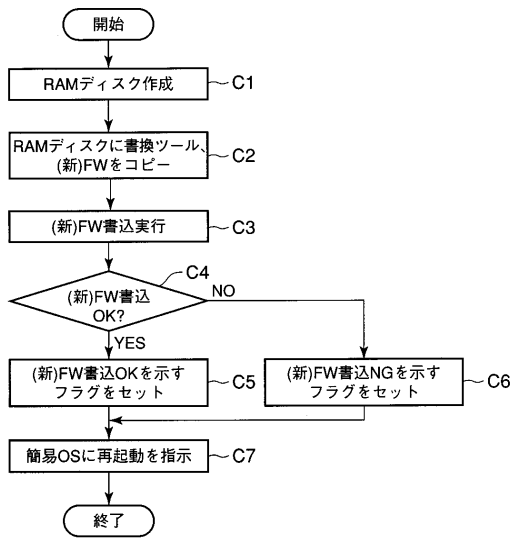 開始
RAMディスク作成
C1
RAMディスクに書換ツール、
(新)FWをコピー
C2
(新)FW書込実行
C3
C4
(新)FW書込
OK?
NO
YES
(新)FW書込OKを示す
フラグをセット
C5
(新)FW書込NGを示す
フラグをセット
C6
簡易OSに再起動を指示
C7
終了